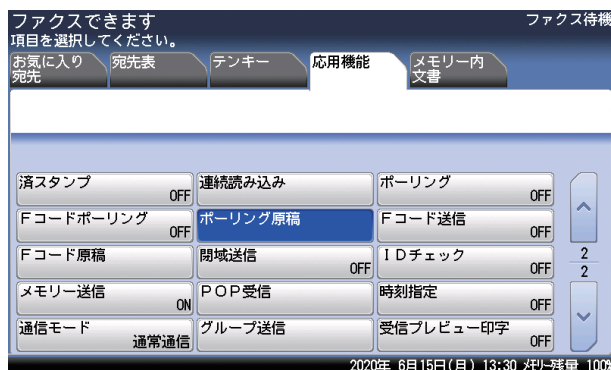 ファクスできます
ファクス待機
項目を選択してください。
お気に入り
宛先
宛先表
テンキー
応用機能
メモリー内
文書
済スタンプ
OFF
連続読み込み
ポーリング
OFF
Fコードポーリング
OFF
ポーリング原稿
Fコード送信
OFF
Fコード原稿
閉域送信
OFF
IDチェック
OFF
2
2
メモリー送信
ON
POP受信
時刻指定
OFF
通信モード
通常通信
グループ送信
受信プレビュー印字
OFF
2020年 6月15日(月) 13:30 メモリー残量 100%